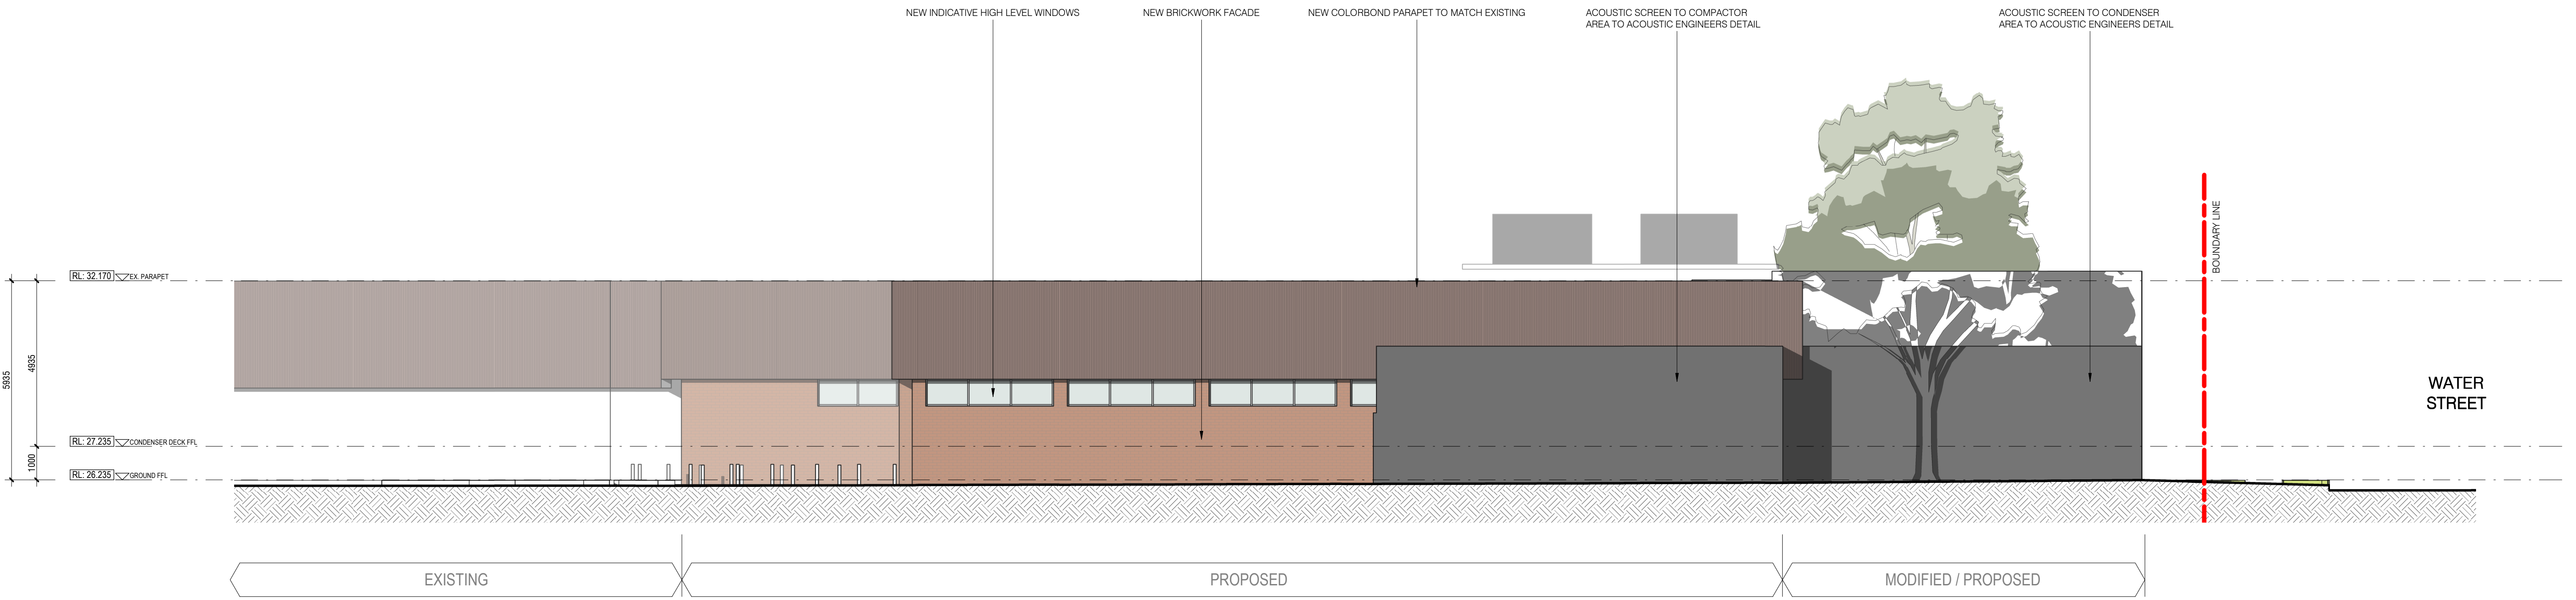 NEW INDICATIVE HIGH LEVEL WINDOWS
NEW BRICKWORK FACADE
NEW COLORBOND PARAPET TO MATCH EXISTING
ACOUSTIC SCREEN TO COMPACTOR
AREA TO ACOUSTIC ENGINEERS DETAIL
ACOUSTIC SCREEN TO CONDENSER
AREA TO ACOUSTIC ENGINEERS DETAIL
BOUNDARY LINE
RL: 32.170 EX. PARAPET
5935
4935
WATER
STREET
RL: 27.235 CONDENSER DECK FFL
1000
RL: 26.235 GROUND FFL
EXISTING
PROPOSED
MODIFIED / PROPOSED